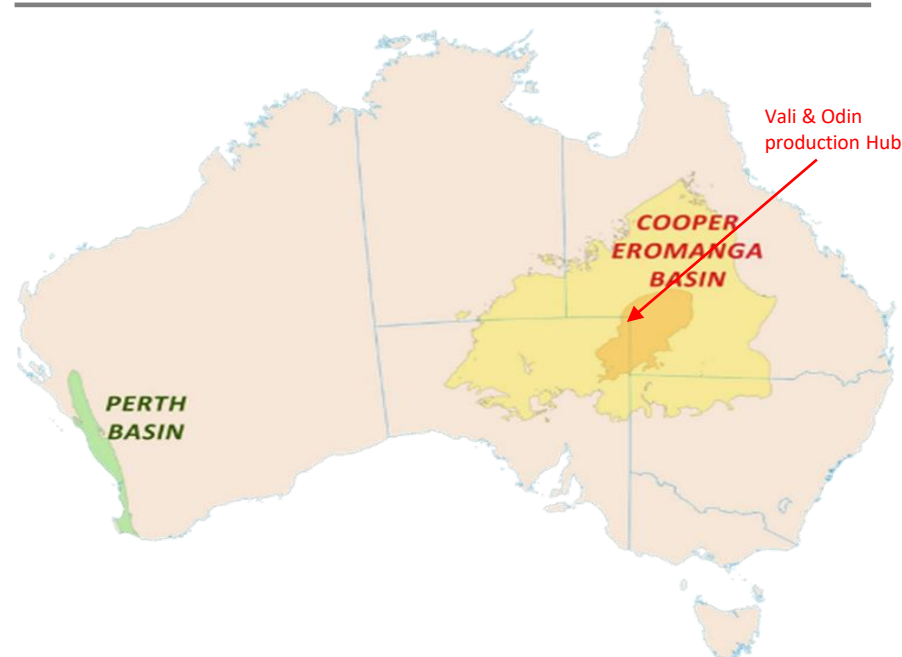 Vali & Odin
production Hub
COOPER
EROMANGA
BASIN
PERTH
BASIN